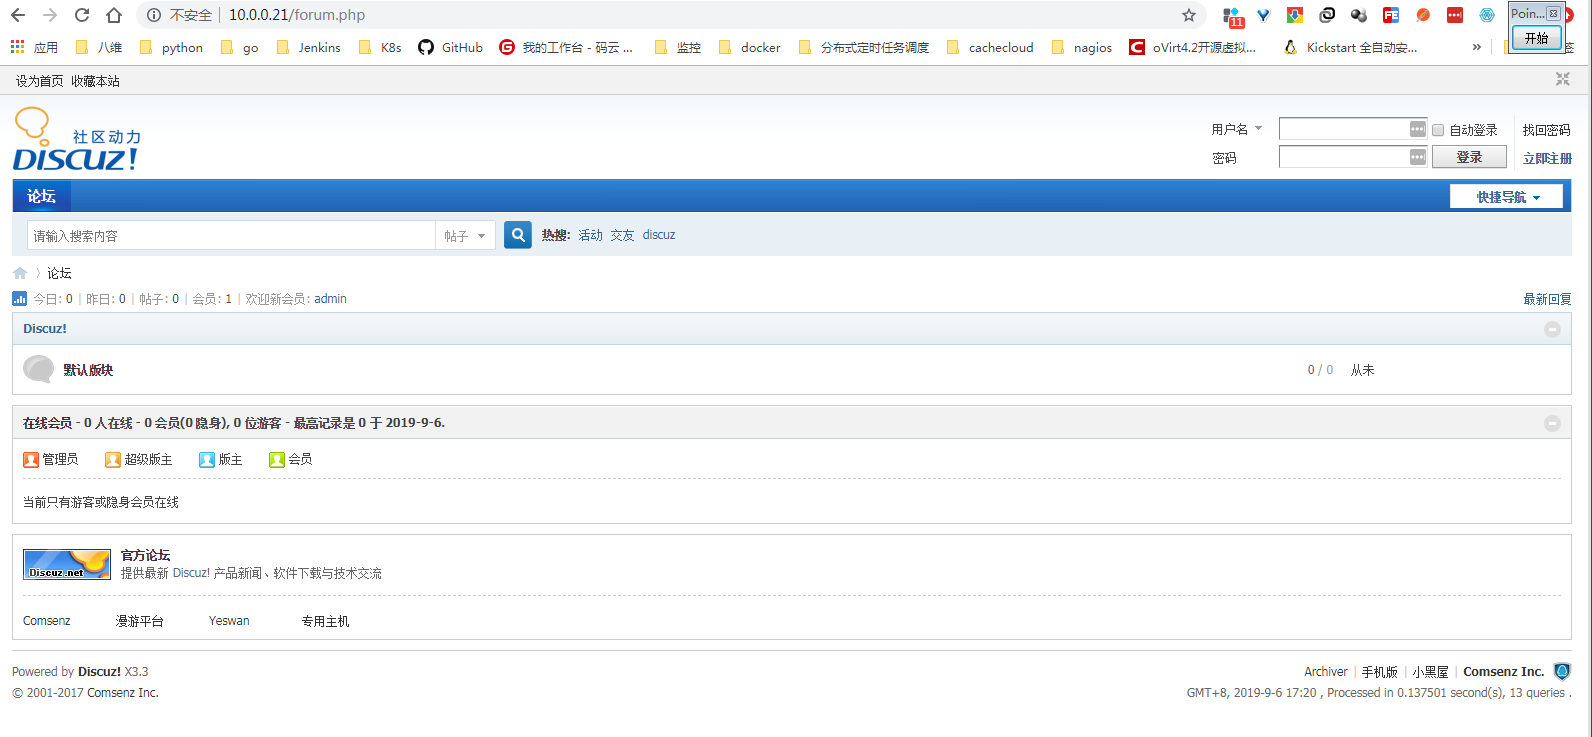 不安全 10.0.0.21/forum.php 11 Poin...
应用 八维 python go Jenkins K8s GitHub 我的工作台 - 码云 ... 监控 docker 分布式定时任务调度 cachecloud nagios oVirt4.2开源虚拟... Kickstart 全自动安... » 开始
设为首页 收藏本站
社区动力
DISCUZ!
用户名 自动登录 找回密码
密码 登录 立即注册
论坛 快捷导航
请输入搜索内容 帖子 热搜: 活动 交友 discuz
论坛
今日: 0 | 昨日: 0 | 帖子: 0 | 会员: 1 | 欢迎新会员: admin 最新回复
Discuz!
默认版块 0 / 0 从未
在线会员 - 0 人在线 - 0 会员(0 隐身), 0 位游客 - 最高记录是 0 于 2019-9-6.
管理员 超级版主 版主 会员
当前只有游客或隐身会员在线
Discuz.net 官方论坛
提供最新 Discuz! 产品新闻、软件下载与技术交流
Comsenz 漫游平台 Yeswan 专用主机
Powered by Discuz! X3.3 Archiver | 手机版 | 小黑屋 | Comsenz Inc.
© 2001-2017 Comsenz Inc. GMT+8, 2019-9-6 17:20 , Processed in 0.137501 second(s), 13 queries .